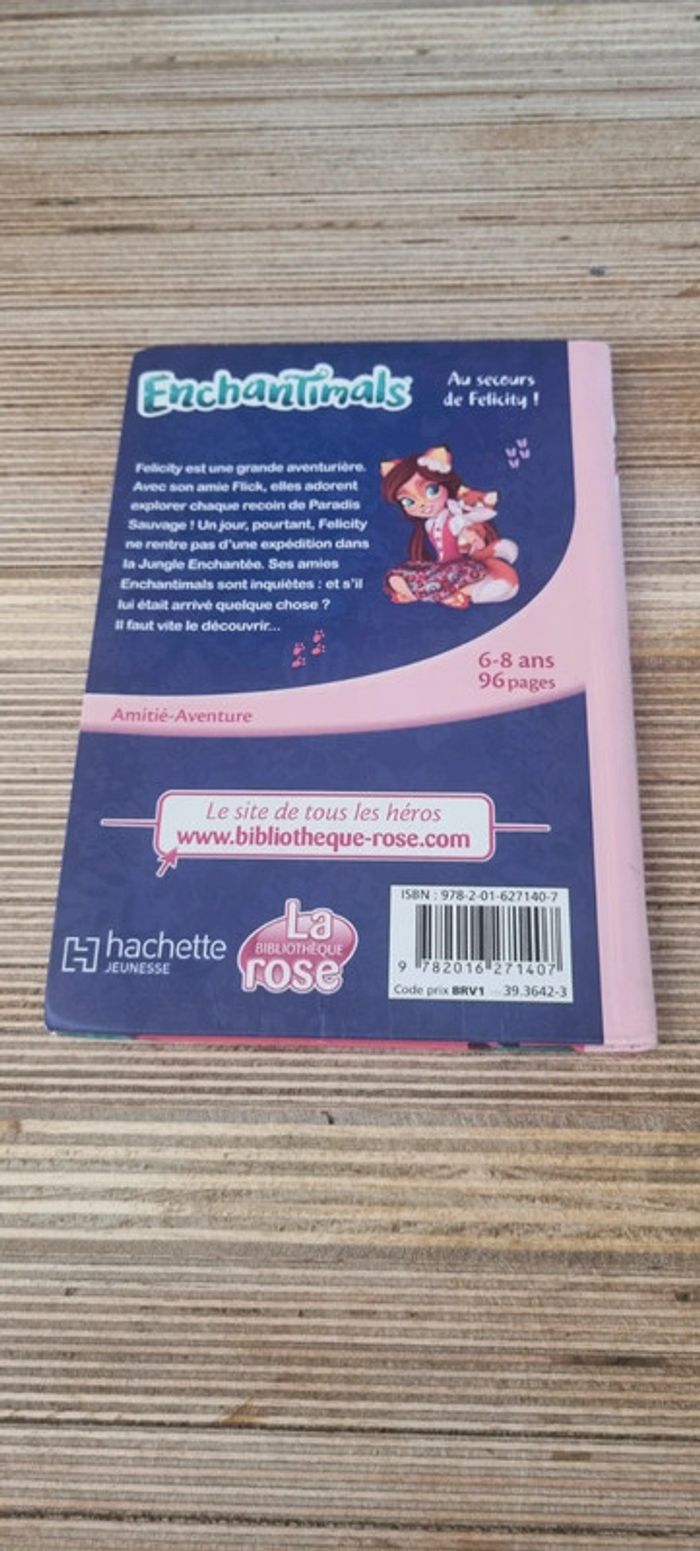 Enchantimals
Au secours
de Felicity !
Felicity est une grande aventurière.
Avec son amie Flick, elles adorent
explorer chaque recoin de Paradis
Sauvage ! Un jour, pourtant, Felicity
ne rentre pas d'une expédition dans
la Jungle Enchantée. Ses amies
Enchantimals sont inquiètes : et s'il
lui était arrivé quelque chose ?
Il faut vite le découvrir...
6-8 ans
96 pages
Amitié-Aventure
Le site de tous les héros
www.bibliotheque-rose.com
hachette
JEUNESSE
La
BIBLIOTHÈQUE
rose
ISBN : 978-2-01-627140-7
9 782016 271407
Code prix BRV1 39.3642-3